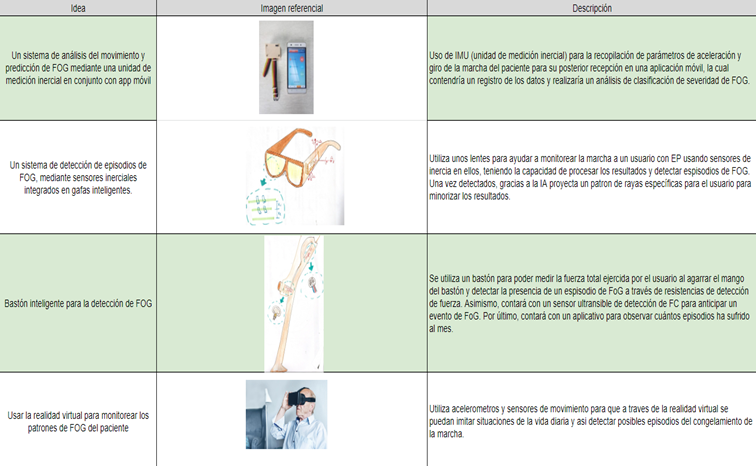 Idea
Imagen referencial
Descripción
Un sistema de análisis del movimiento y
predicción de FOG mediante una unidad de
medición inercial en conjunto con app móvil
Uso de IMU (unidad de medición inercial) para la recopilación de parámetros de aceleración y
giro de la marcha del paciente para su posterior recepción en una aplicación móvil, la cual
contendría un registro de los datos y realizaría un análisis de clasificación de severidad de FOG.
Un sistema de detección de episodios de
FOG, mediante sensores inerciales
integrados en gafas inteligentes.
Utiliza unos lentes para ayudar a monitorear la marcha a un usuario con EP usando sensores de
inercia en ellos, teniendo la capacidad de procesar los resultados y detectar espisodios de FOG.
Una vez detectados, gracias a la IA proyecta un patron de rayas específicas para el usuario para
minorizar los resultados.
Bastón inteligente para la detección de FOG
Se utiliza un bastón para poder medir la fuerza total ejercida por el usuario al agarrar el mango
del bastón y detectar la presencia de un espisodio de FoG a través de resistencias de detección
de fuerza. Asimismo, contará con un sensor ultransible de detección de FC para anticipar un
evento de FoG. Por último, contará con un aplicativo para observar cuántos episodios ha sufrido
al mes.
Usar la realidad virtual para monitorear los
patrones de FOG del paciente
Utiliza acelerometros y sensores de movimiento para que a traves de la realidad virtual se
puedan imitar situaciones de la vida diaria y asi detectar posibles episodios del congelamiento de
la marcha.